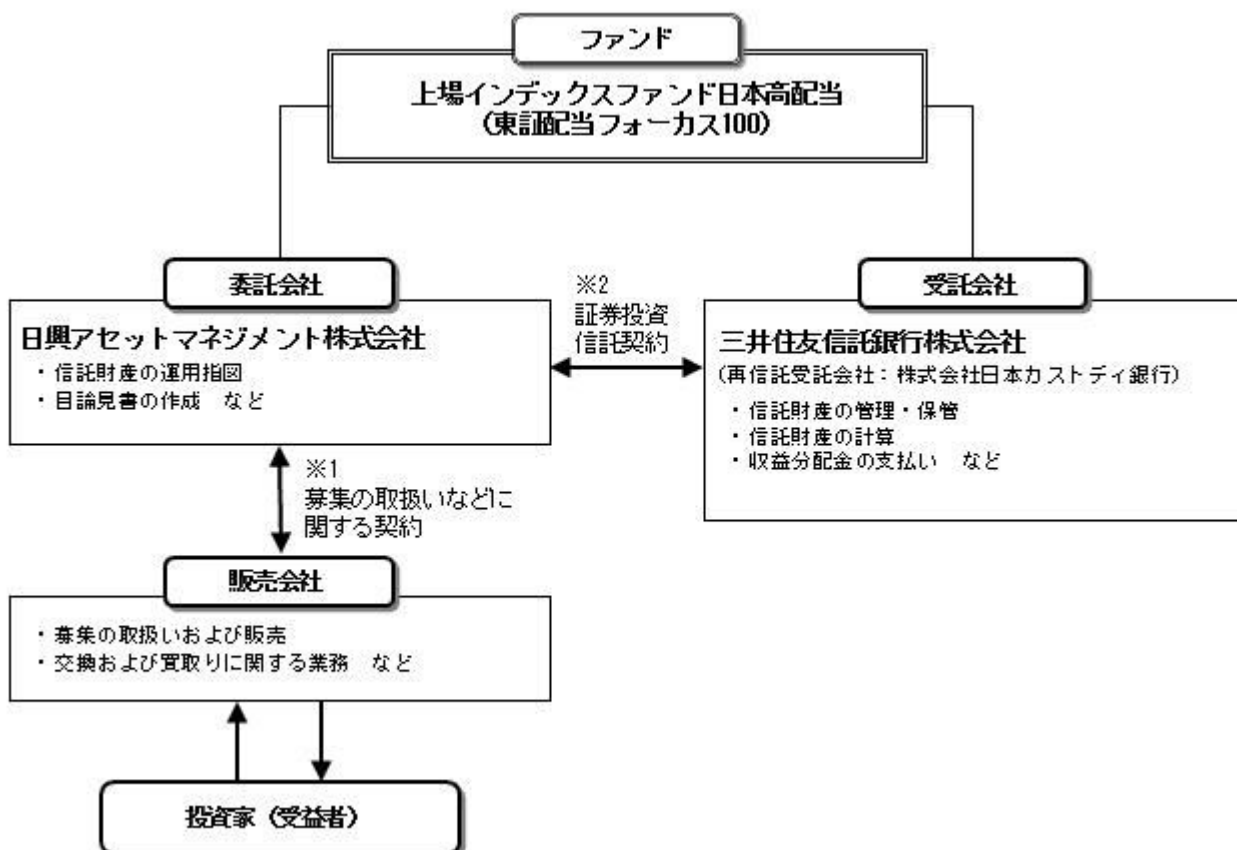 ファンド
上場インデックスファンド日本高配当
(東証配当フォーカス100)
委託会社
日興アセットマネジメント株式会社
・信託財産の運用指図
・目論見書の作成 など
※2
証券投資
信託契約
受託会社
三井住友信託銀行株式会社
(再信託受託会社：株式会社日本カストディ銀行)
・信託財産の管理・保管
・信託財産の計算
・収益分配金の支払い など
※1
募集の取扱いなどに
関する契約
販売会社
・募集の取扱いおよび販売
・交換および買取りに関する業務 など
投資家（受益者）